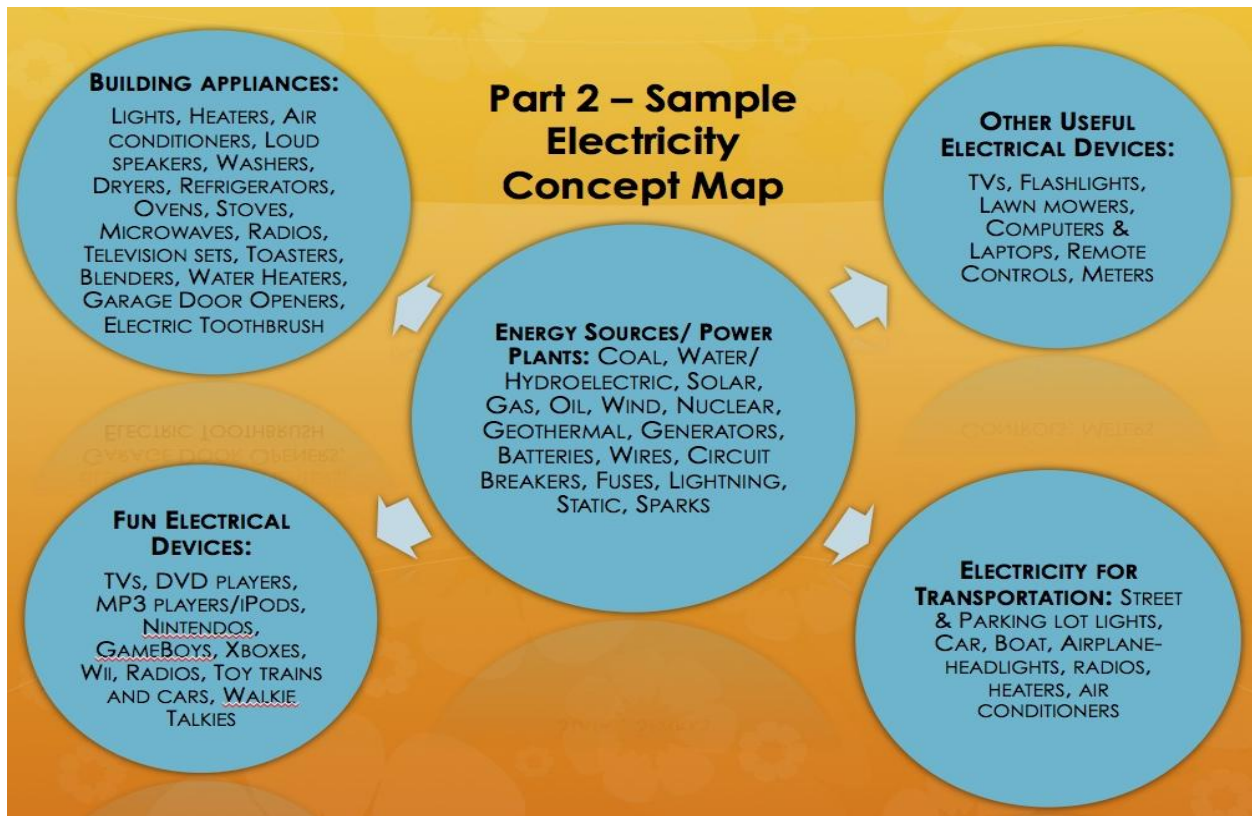 Part 2 – Sample
Electricity
Concept Map
BUILDING APPLIANCES:
LIGHTS, HEATERS, AIR
CONDITIONERS, LOUD
SPEAKERS, WASHERS,
DRYERS, REFRIGERATORS,
OVENS, STOVES,
MICROWAVES, RADIOS,
TELEVISION SETS, TOASTERS,
BLENDERS, WATER HEATERS,
GARAGE DOOR OPENERS,
ELECTRIC TOOTHBRUSH
OTHER USEFUL
ELECTRICAL DEVICES:
TVS, FLASHLIGHTS,
LAWN MOWERS,
COMPUTERS &
LAPTOPS, REMOTE
CONTROLS, METERS
ENERGY SOURCES/ POWER
PLANTS: COAL, WATER/
HYDROELECTRIC, SOLAR,
GAS, OIL, WIND, NUCLEAR,
GEOTHERMAL, GENERATORS,
BATTERIES, WIRES, CIRCUIT
BREAKERS, FUSES, LIGHTNING,
STATIC, SPARKS
FUN ELECTRICAL
DEVICES:
TVS, DVD PLAYERS,
MP3 PLAYERS/IPODS,
NINTENDOS,
GAMEBOYS, XBOXES,
WII, RADIOS, TOY TRAINS
AND CARS, WALKIE
TALKIES
ELECTRICITY FOR
TRANSPORTATION: STREET
& PARKING LOT LIGHTS,
CAR, BOAT, AIRPLANE-
HEADLIGHTS, RADIOS,
HEATERS, AIR
CONDITIONERS